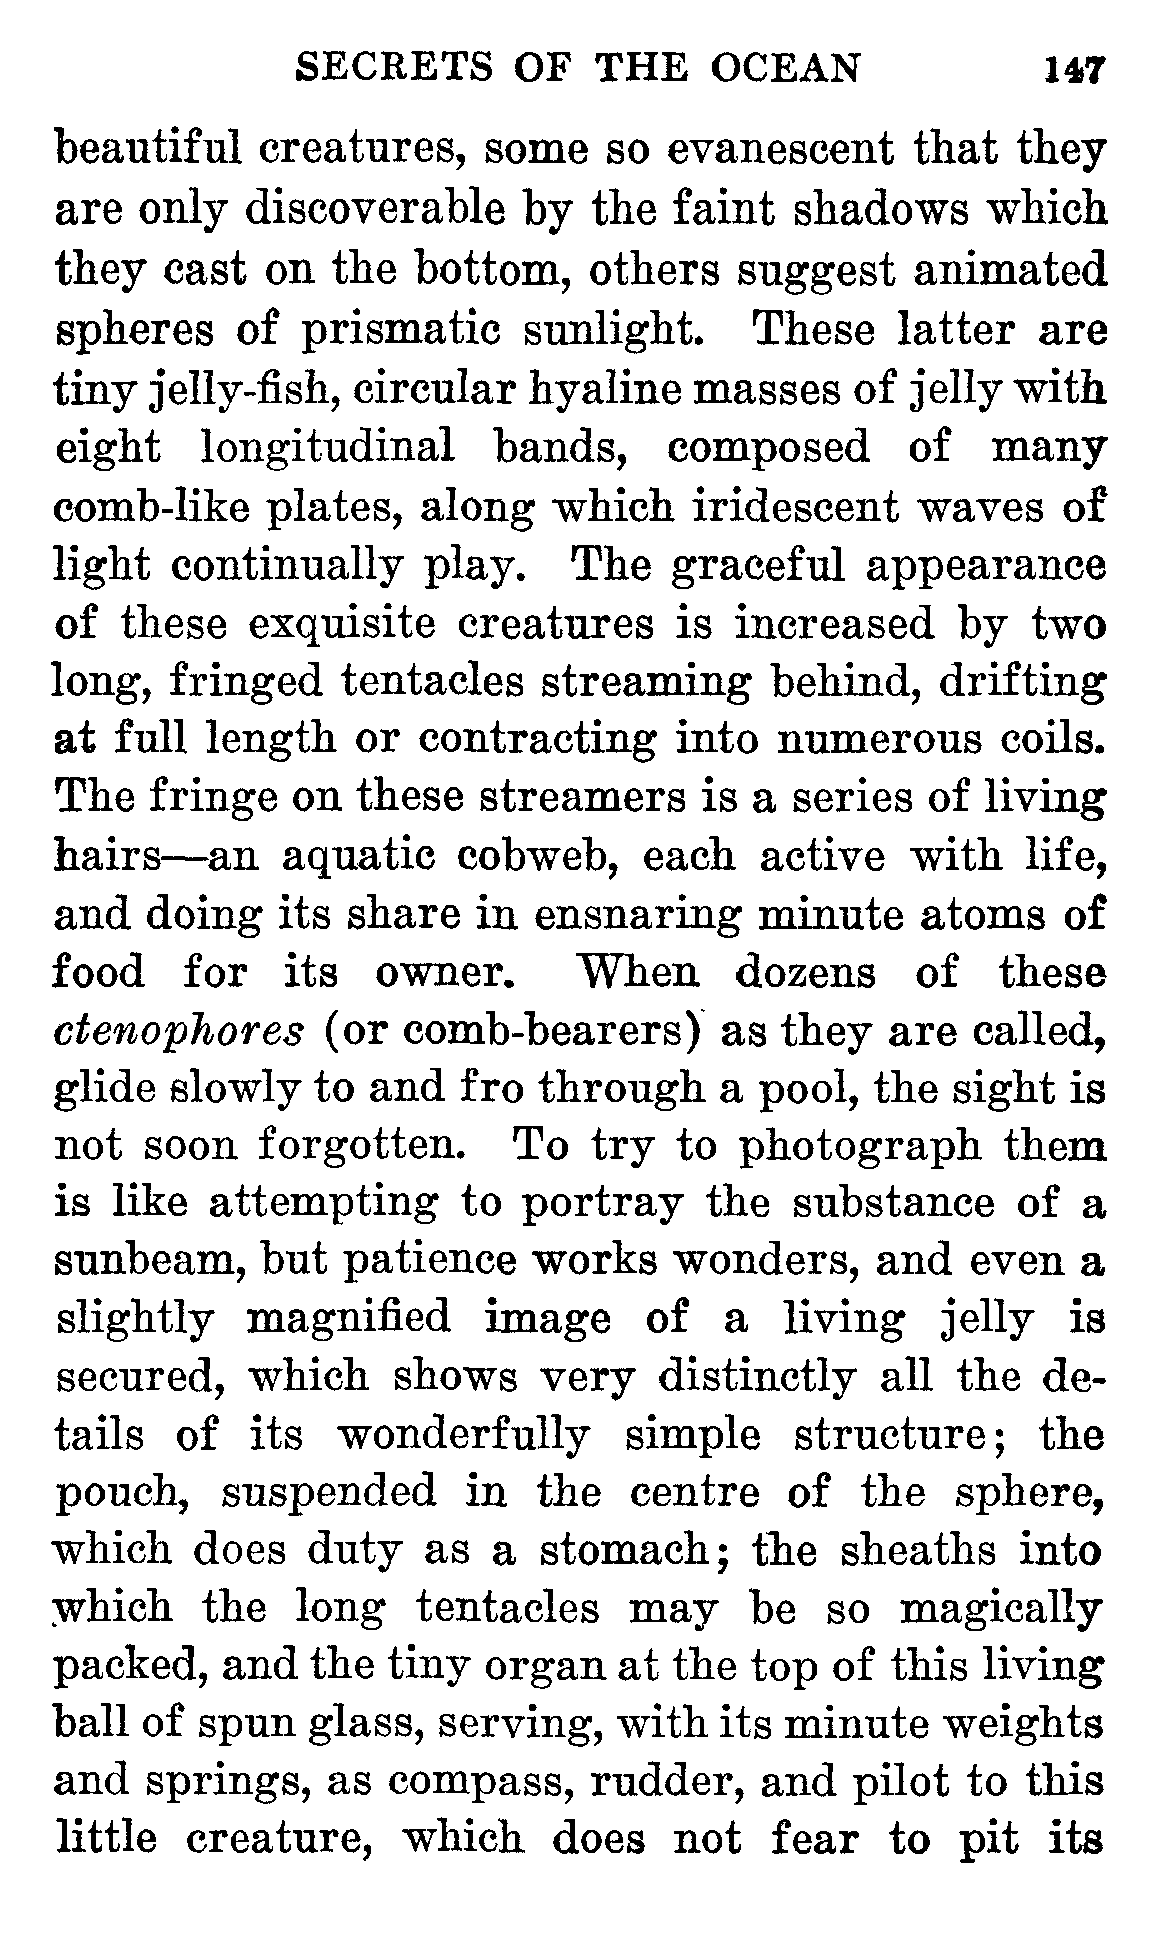 SECRETS OF THE OCEAN 147
beautiful creatures, some so evanescent that they
are only discoverable by the faint shadows which
they cast on the bottom, others suggest animated
spheres of prismatic sunlight. These latter are
tiny jelly-fish, circular hyaline masses of jelly with
eight longitudinal bands, composed of many
comb-like plates, along which iridescent waves of
light continually play. The graceful appearance
of these exquisite creatures is increased by two
long, fringed tentacles streaming behind, drifting
at full length or contracting into numerous coils.
The fringe on these streamers is a series of living
hairs—an aquatic cobweb, each active with life,
and doing its share in ensnaring minute atoms of
food for its owner. When dozens of these
ctenophores (or comb-bearers) as they are called,
glide slowly to and fro through a pool, the sight is
not soon forgotten. To try to photograph them
is like attempting to portray the substance of a
sunbeam, but patience works wonders, and even a
slightly magnified image of a living jelly is
secured, which shows very distinctly all the de-
tails of its wonderfully simple structure; the
pouch, suspended in the centre of the sphere,
which does duty as a stomach; the sheaths into
which the long tentacles may be so magically
packed, and the tiny organ at the top of this living
ball of spun glass, serving, with its minute weights
and springs, as compass, rudder, and pilot to this
little creature, which does not fear to pit its